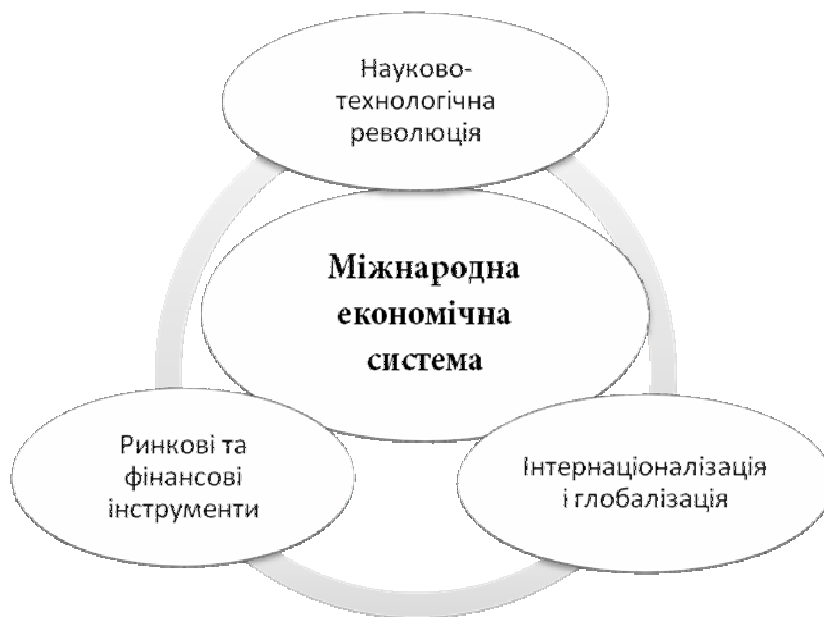 Науково-
технологічна
революція
Міжнародна
економічна
система
Ринкові та
фінансові
інструменти
Інтернаціоналізація
і глобалізація